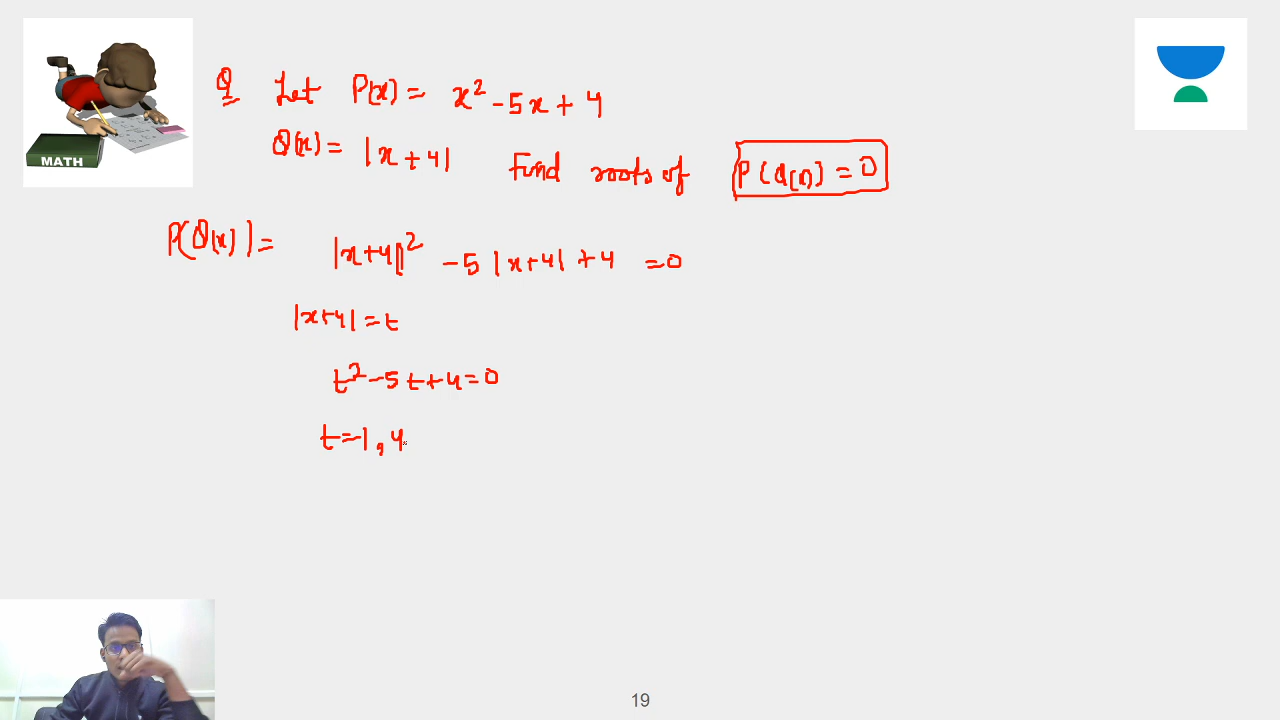 Q Let P(x) = x² - 5x + 4
Q(x) = |x + 4| Find roots of P(Q(x)) = 0
MATH
P(Q(x)) = |x+4|² - 5|x+4| + 4 = 0
|x+4| = t
t² - 5t + 4 = 0
t = 1, 4
19